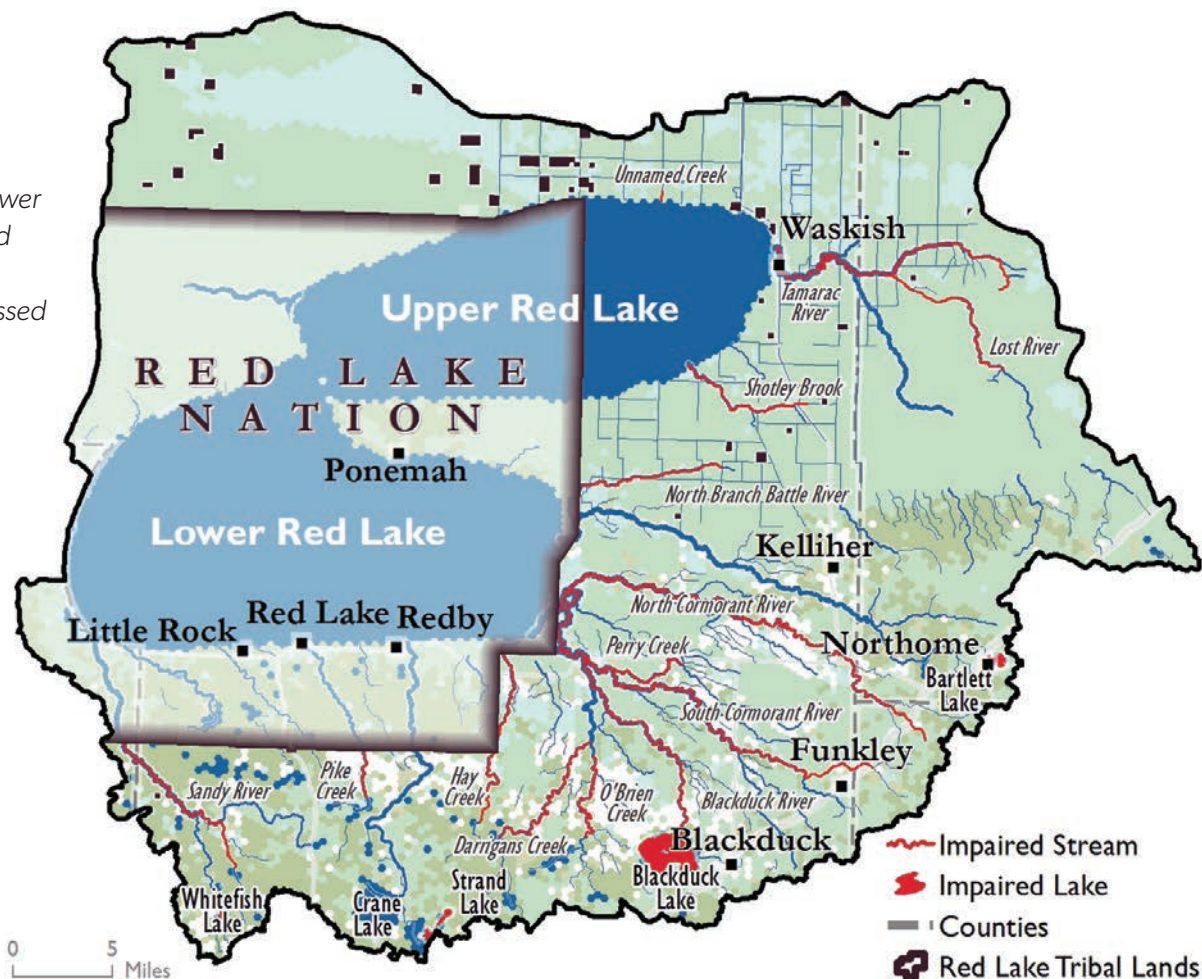 wer
d
ssed
Unnamed Creek
Waskish
Upper Red Lake
Tamarac
River
Lost River
RED LAKE
NATION
Shotley Brook
Ponemah
North Branch Battle River
Lower Red Lake
Kelliher
North Cormorant River
Little Rock
Red Lake
Redby
Perry Creek
Northome
Bartlett
Lake
South Cormorant River
Funkley
Sandy River
Pike
Creek
Hay
Creek
O'Brien
Creek
Blackduck River
Darrigans Creek
Blackduck
Blackduck
Lake
Strand
Lake
Whitefish
Lake
Crane
Lake
Impaired Stream
Impaired Lake
Counties
Red Lake Tribal Lands
0 5
Miles